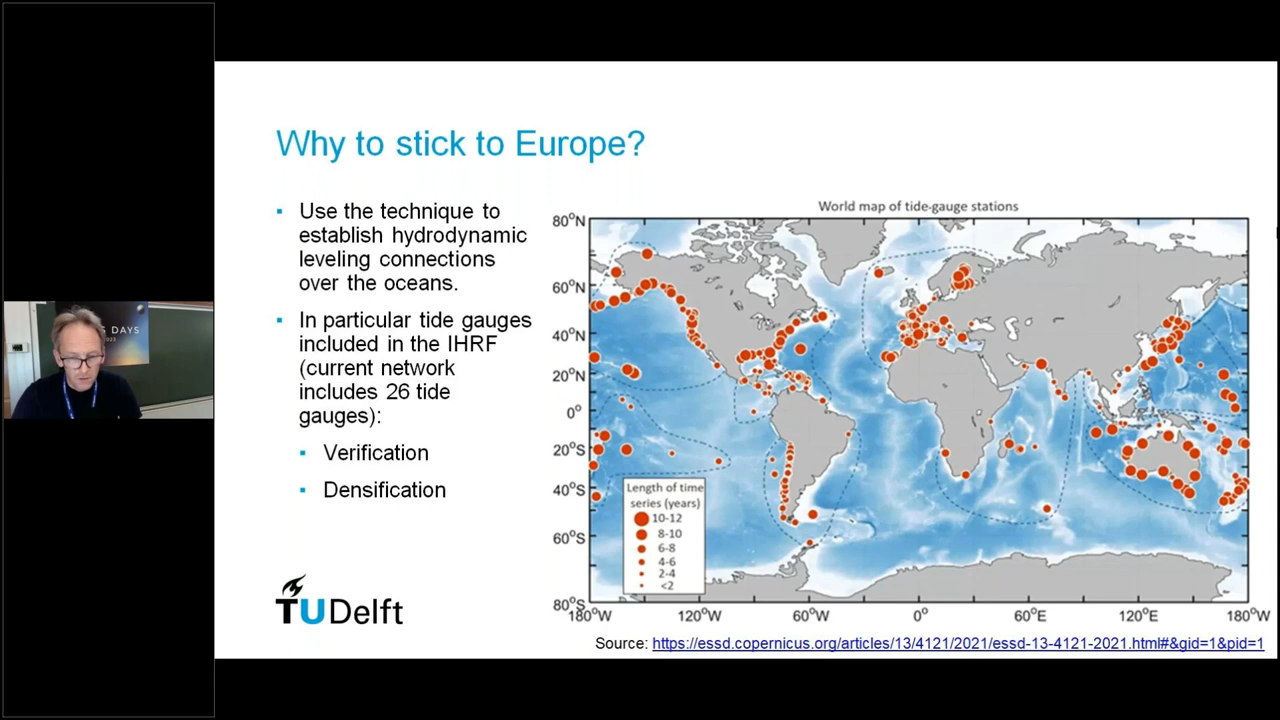 Why to stick to Europe?
▪ Use the technique to
establish hydrodynamic
leveling connections
over the oceans.
▪ In particular tide gauges
included in the IHRF
(current network
includes 26 tide
gauges):
▪ Verification
▪ Densification
TUDelft
World map of tide-gauge stations
80°N
60°N
40°N
20°N
0°
20°S
40°S
60°S
80°S
180°W 120°W 60°W 0° 60°E 120°E 180°W
Length of time
series (years)
10-12
8-10
6-8
4-6
2-4
<2
Source: https://essd.copernicus.org/articles/13/4121/2021/essd-13-4121-2021.html#&gid=1&pid=1
DAYS